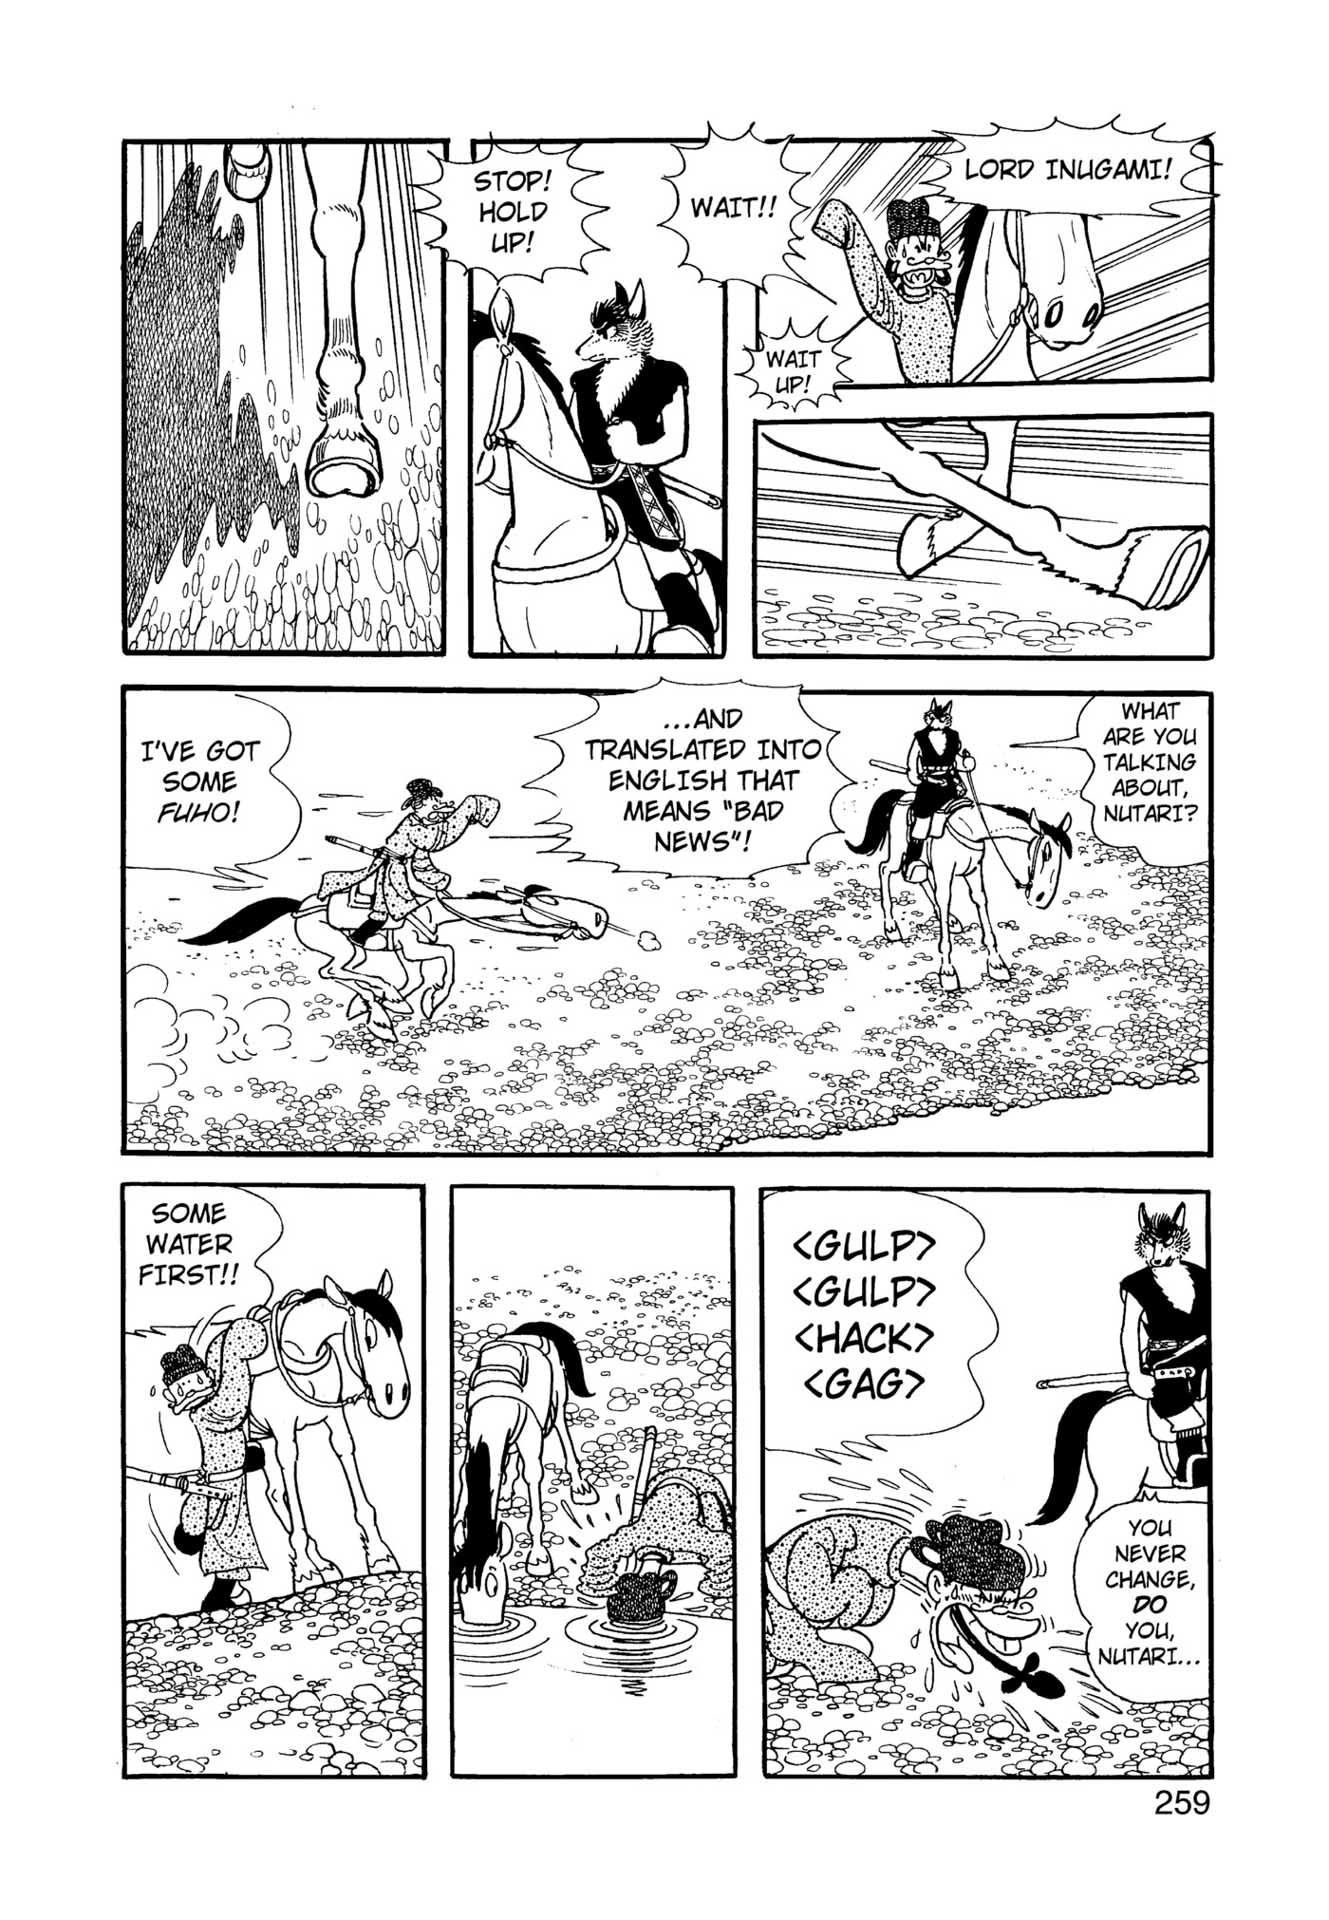 STOP!
HOLD
UP!
WAIT!!
LORD INUGAMI!
WAIT
UP!
I'VE GOT
SOME
FUHO!
...AND
TRANSLATED INTO
ENGLISH THAT
MEANS "BAD
NEWS"!
WHAT
ARE YOU
TALKING
ABOUT,
NUTARI?
SOME
WATER
FIRST!!
<GULP>
<GULP>
<HACK>
<GAG>
YOU
NEVER
CHANGE,
DO
YOU,
NUTARI...
259